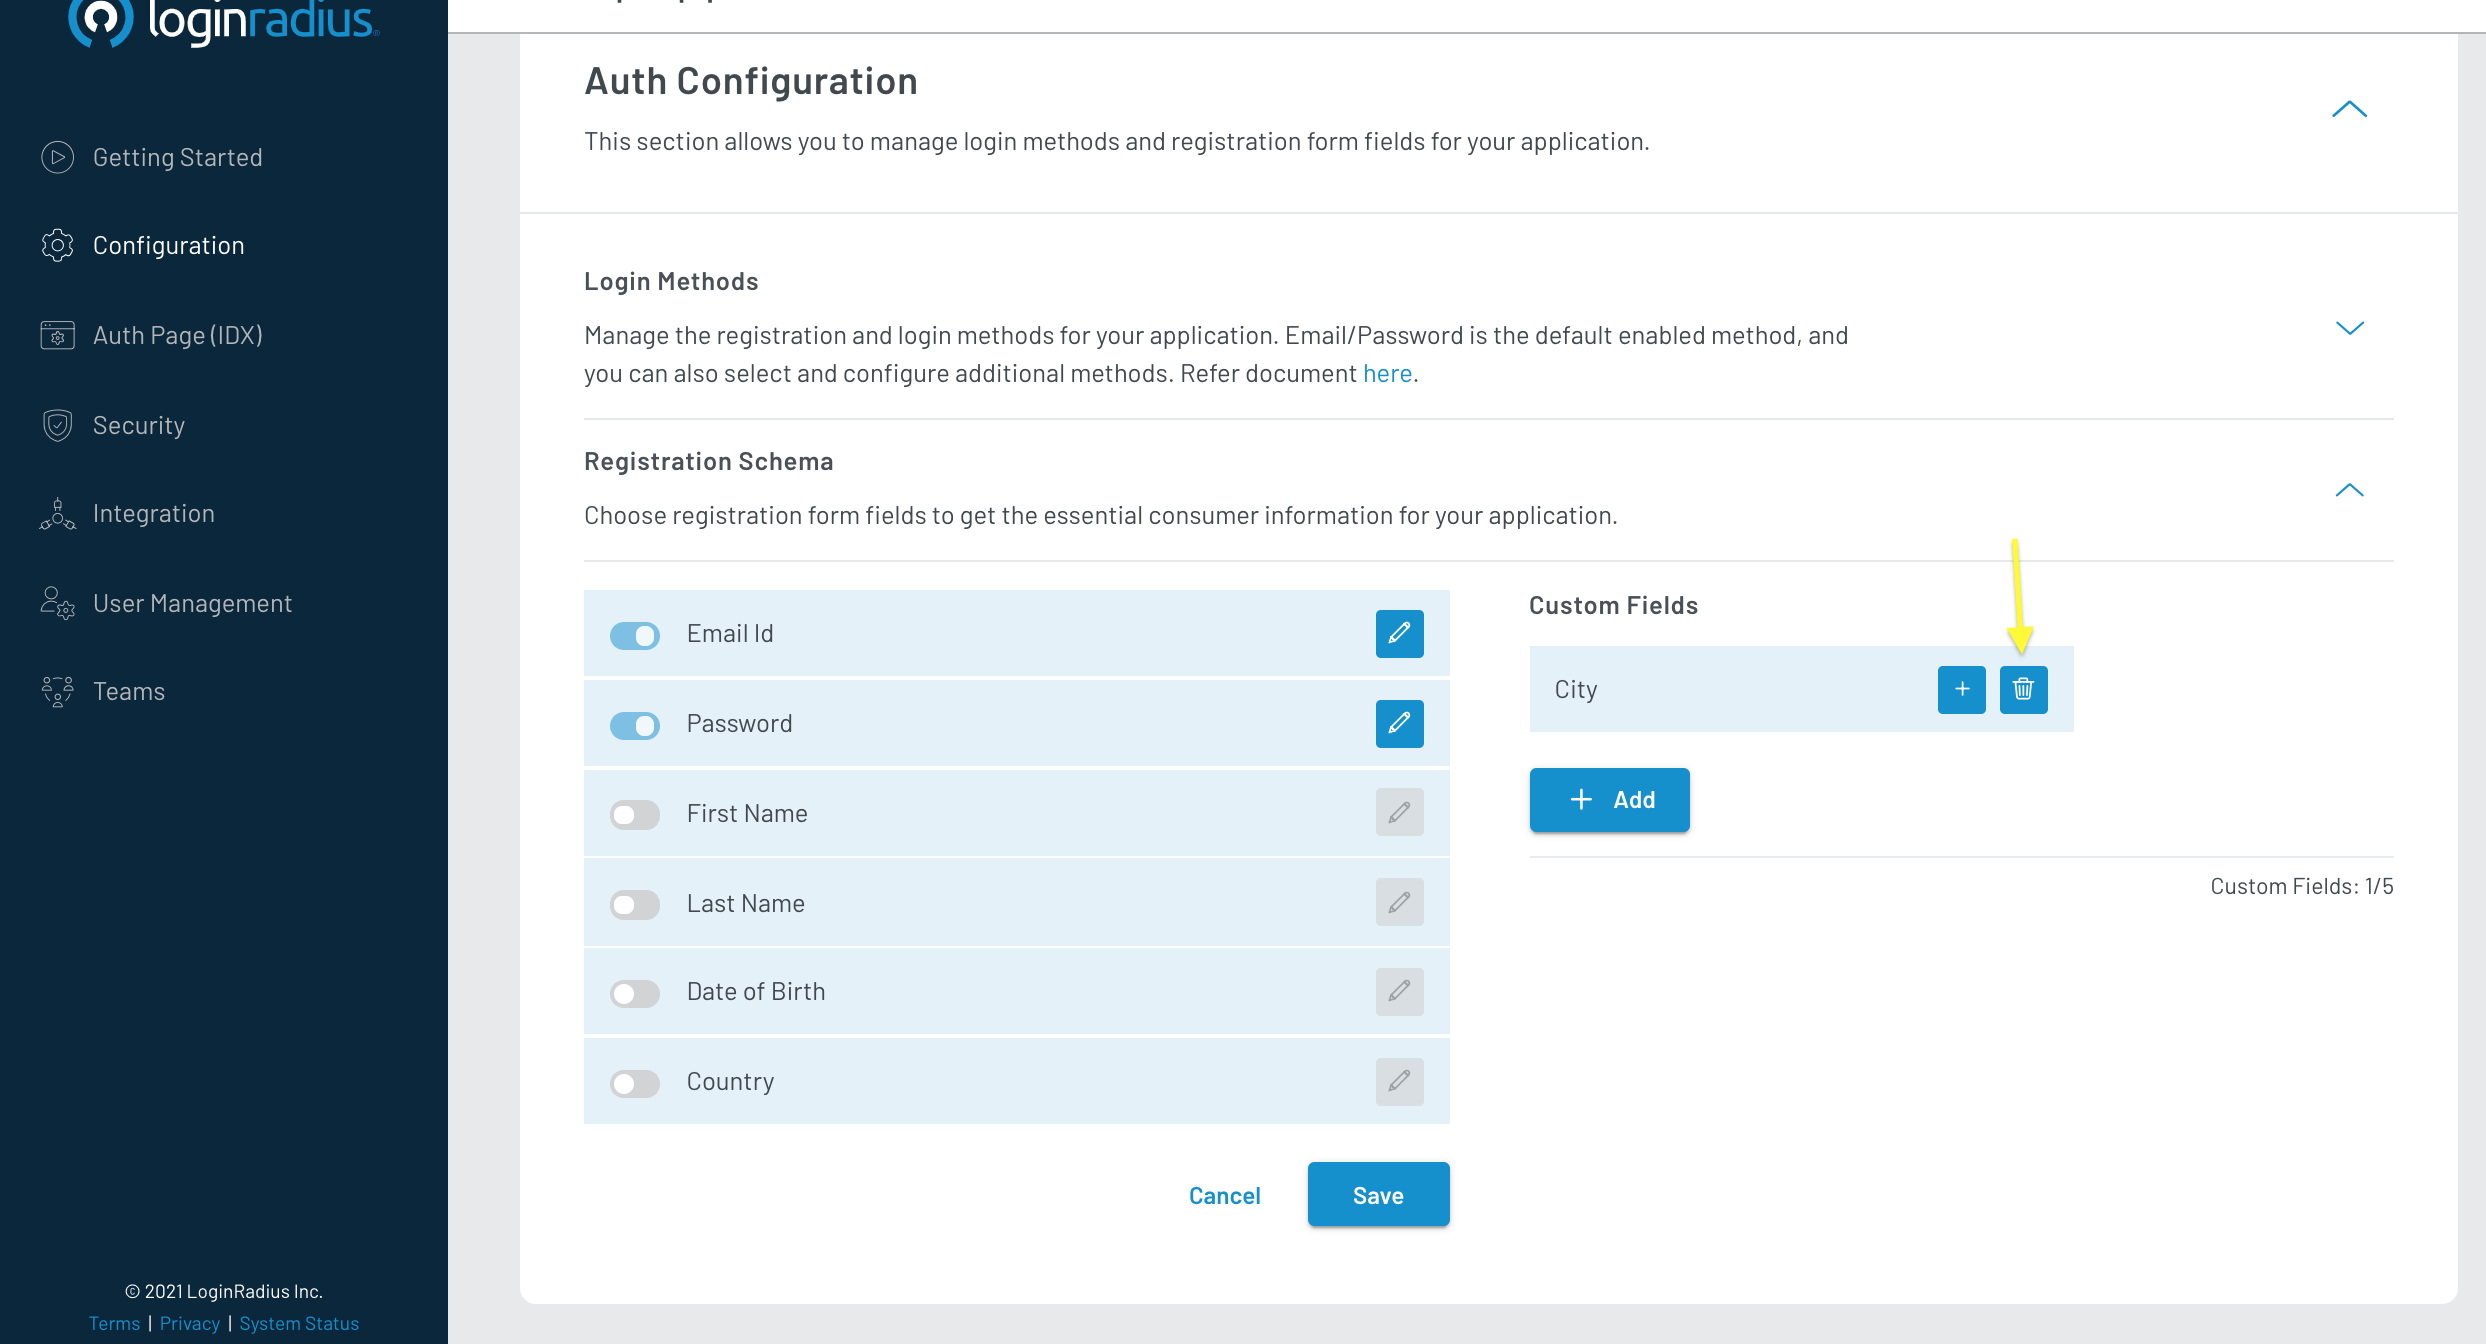 loginradius
Getting Started
Configuration
Auth Page (IDX)
Security
Integration
User Management
Teams
© 2021 LoginRadius Inc.
Terms | Privacy | System Status
Auth Configuration
This section allows you to manage login methods and registration form fields for your application.
Login Methods
Manage the registration and login methods for your application. Email/Password is the default enabled method, and
you can also select and configure additional methods. Refer document here.
Registration Schema
Choose registration form fields to get the essential consumer information for your application.
Email Id
Password
First Name
Last Name
Date of Birth
Country
Cancel
Save
Custom Fields
City
+
+ Add
Custom Fields: 1/5